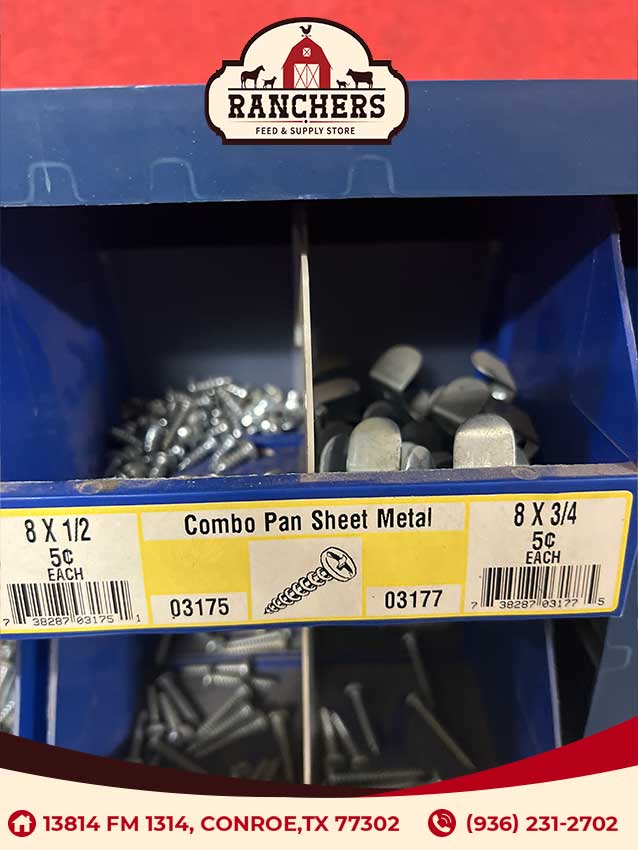 RANCHERS
FEED & SUPPLY STORE
8 X 1/2
5¢
EACH
7 38287 03175 1
Combo Pan Sheet Metal
03175
03177
8 X 3/4
5¢
EACH
7 38287 03177 5
13814 FM 1314, CONROE,TX 77302
(936) 231-2702